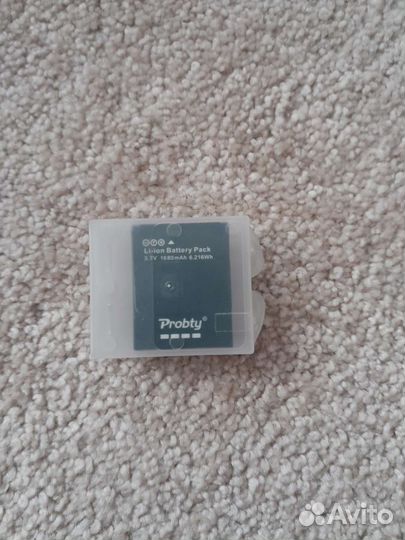 Li-ion Battery Pack
3.7V 1680mAh 6.216Wh
Probty
Avito